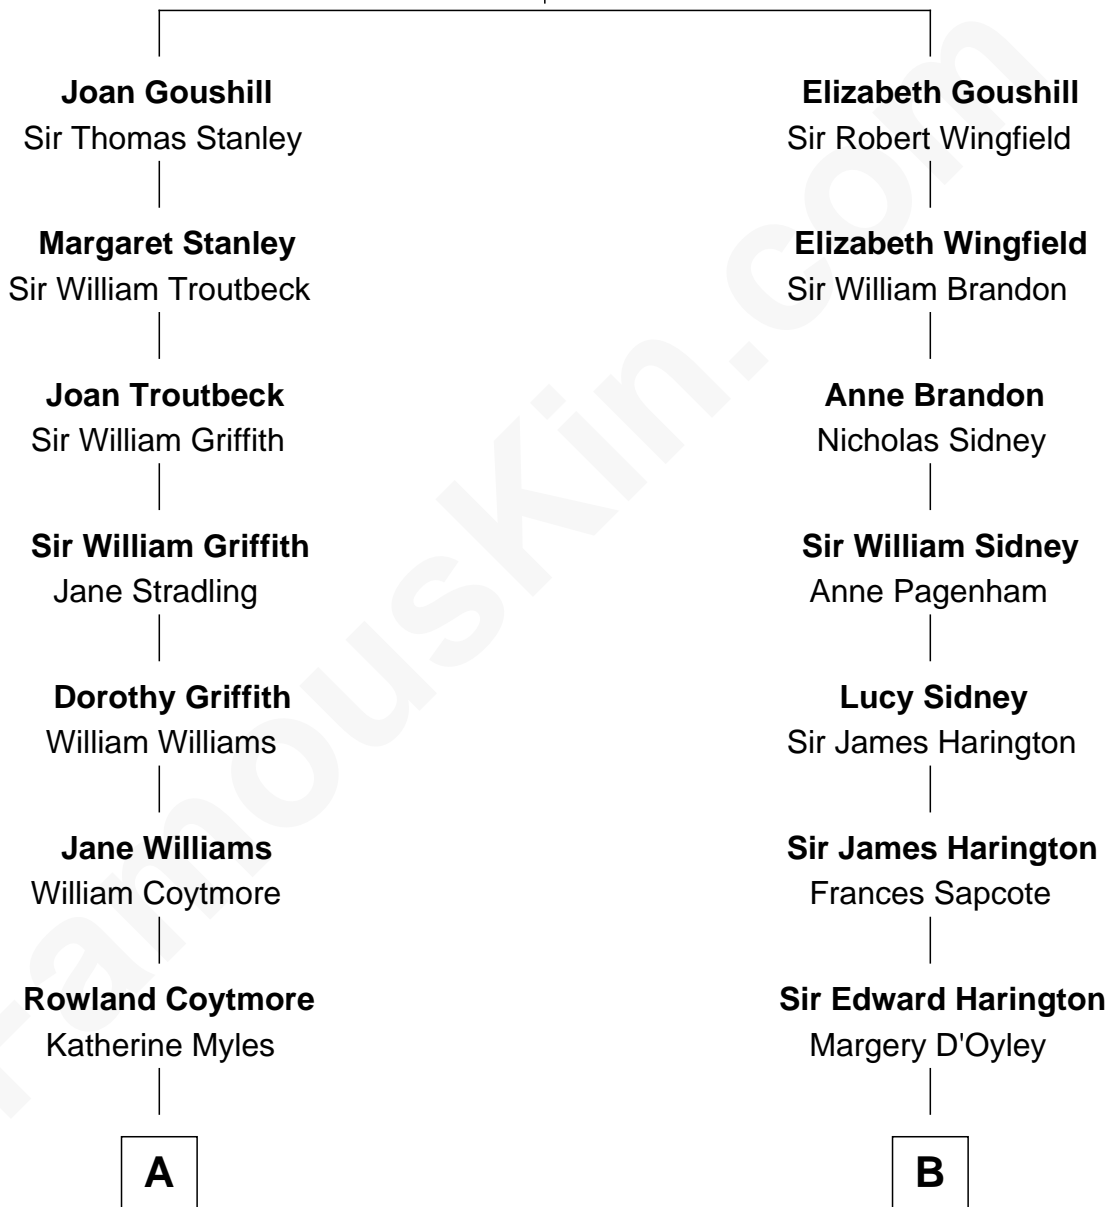 Joan Goushill
Sir Thomas Stanley
Margaret Stanley
Sir William Troutbeck
Joan Troutbeck
Sir William Griffith
Sir William Griffith
Jane Stradling
Dorothy Griffith
William Williams
Jane Williams
William Coytmore
Rowland Coytmore
Katherine Myles
A
Elizabeth Goushill
Sir Robert Wingfield
Elizabeth Wingfield
Sir William Brandon
Anne Brandon
Nicholas Sidney
Sir William Sidney
Anne Pagenham
Lucy Sidney
Sir James Harington
Sir James Harington
Frances Sapcote
Sir Edward Harington
Margery D'Oyley
B
FamousKin.com